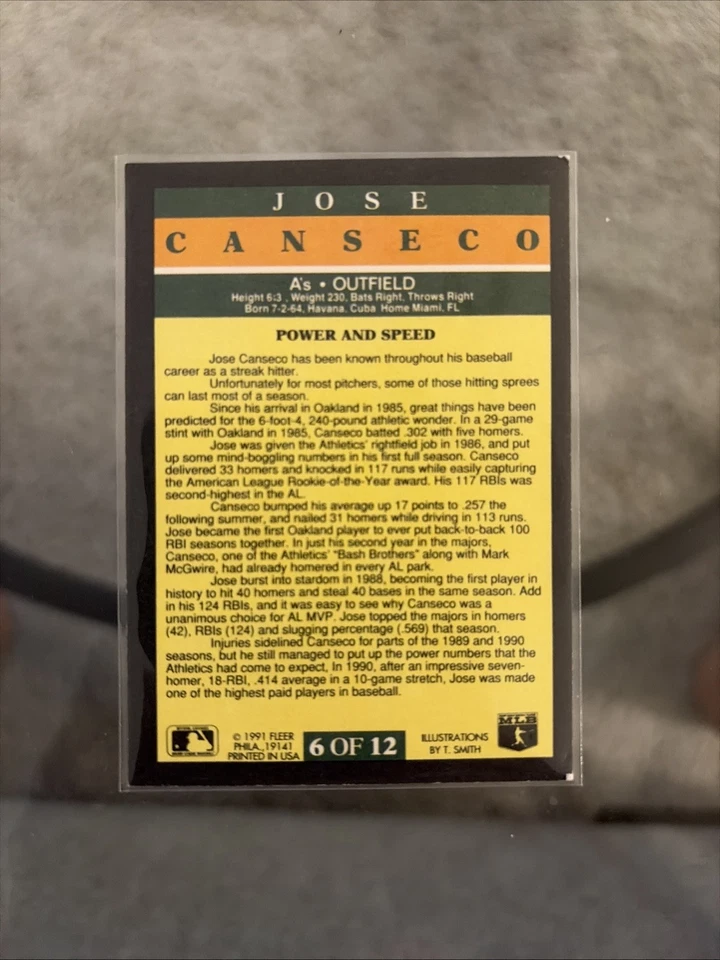 JOSE
CANSECO
A's • OUTFIELD
Height 6:3 , Weight 230, Bats Right, Throws Right
Born 7-2-64, Havana, Cuba Home Miami, FL
POWER AND SPEED
Jose Canseco has been known throughout his baseball
career as a streak hitter.
Unfortunately for most pitchers, some of those hitting sprees
can last most of a season.
Since his arrival in Oakland in 1985, great things have been
predicted for the 6-foot-4, 240-pound athletic wonder. In a 29-game
stint with Oakland in 1985, Canseco batted .302 with five homers.
Jose was given the Athletics' rightfield job in 1986, and put
up some mind-boggling numbers in his first full season. Canseco
delivered 33 homers and knocked in 117 runs while easily capturing
the American League Rookie-of-the-Year award. His 117 RBIs was
second-highest in the AL.
Canseco bumped his average up 17 points to .257 the
following summer, and nailed 31 homers while driving in 113 runs.
Jose became the first Oakland player to ever put back-to-back 100
RBI seasons together. In just his second year in the majors,
Canseco, one of the Athletics' "Bash Brothers" along with Mark
McGwire, had already homered in every AL park.
Jose burst into stardom in 1988, becoming the first player in
history to hit 40 homers and steal 40 bases in the same season. Add
in his 124 RBIs, and it was easy to see why Canseco was a
unanimous choice for AL MVP. Jose topped the majors in homers
(42), RBIs (124) and slugging percentage (.569) that season.
Injuries sidelined Canseco for parts of the 1989 and 1990
seasons, but he still managed to put up the power numbers that the
Athletics had come to expect, In 1990, after an impressive seven-
homer, 18-RBI, .414 average in a 10-game stretch, Jose was made
one of the highest paid players in baseball.
© 1991 FLEER
PHILA.,19141
PRINTED IN USA
6 OF 12
ILLUSTRATIONS
BY T. SMITH
MLB